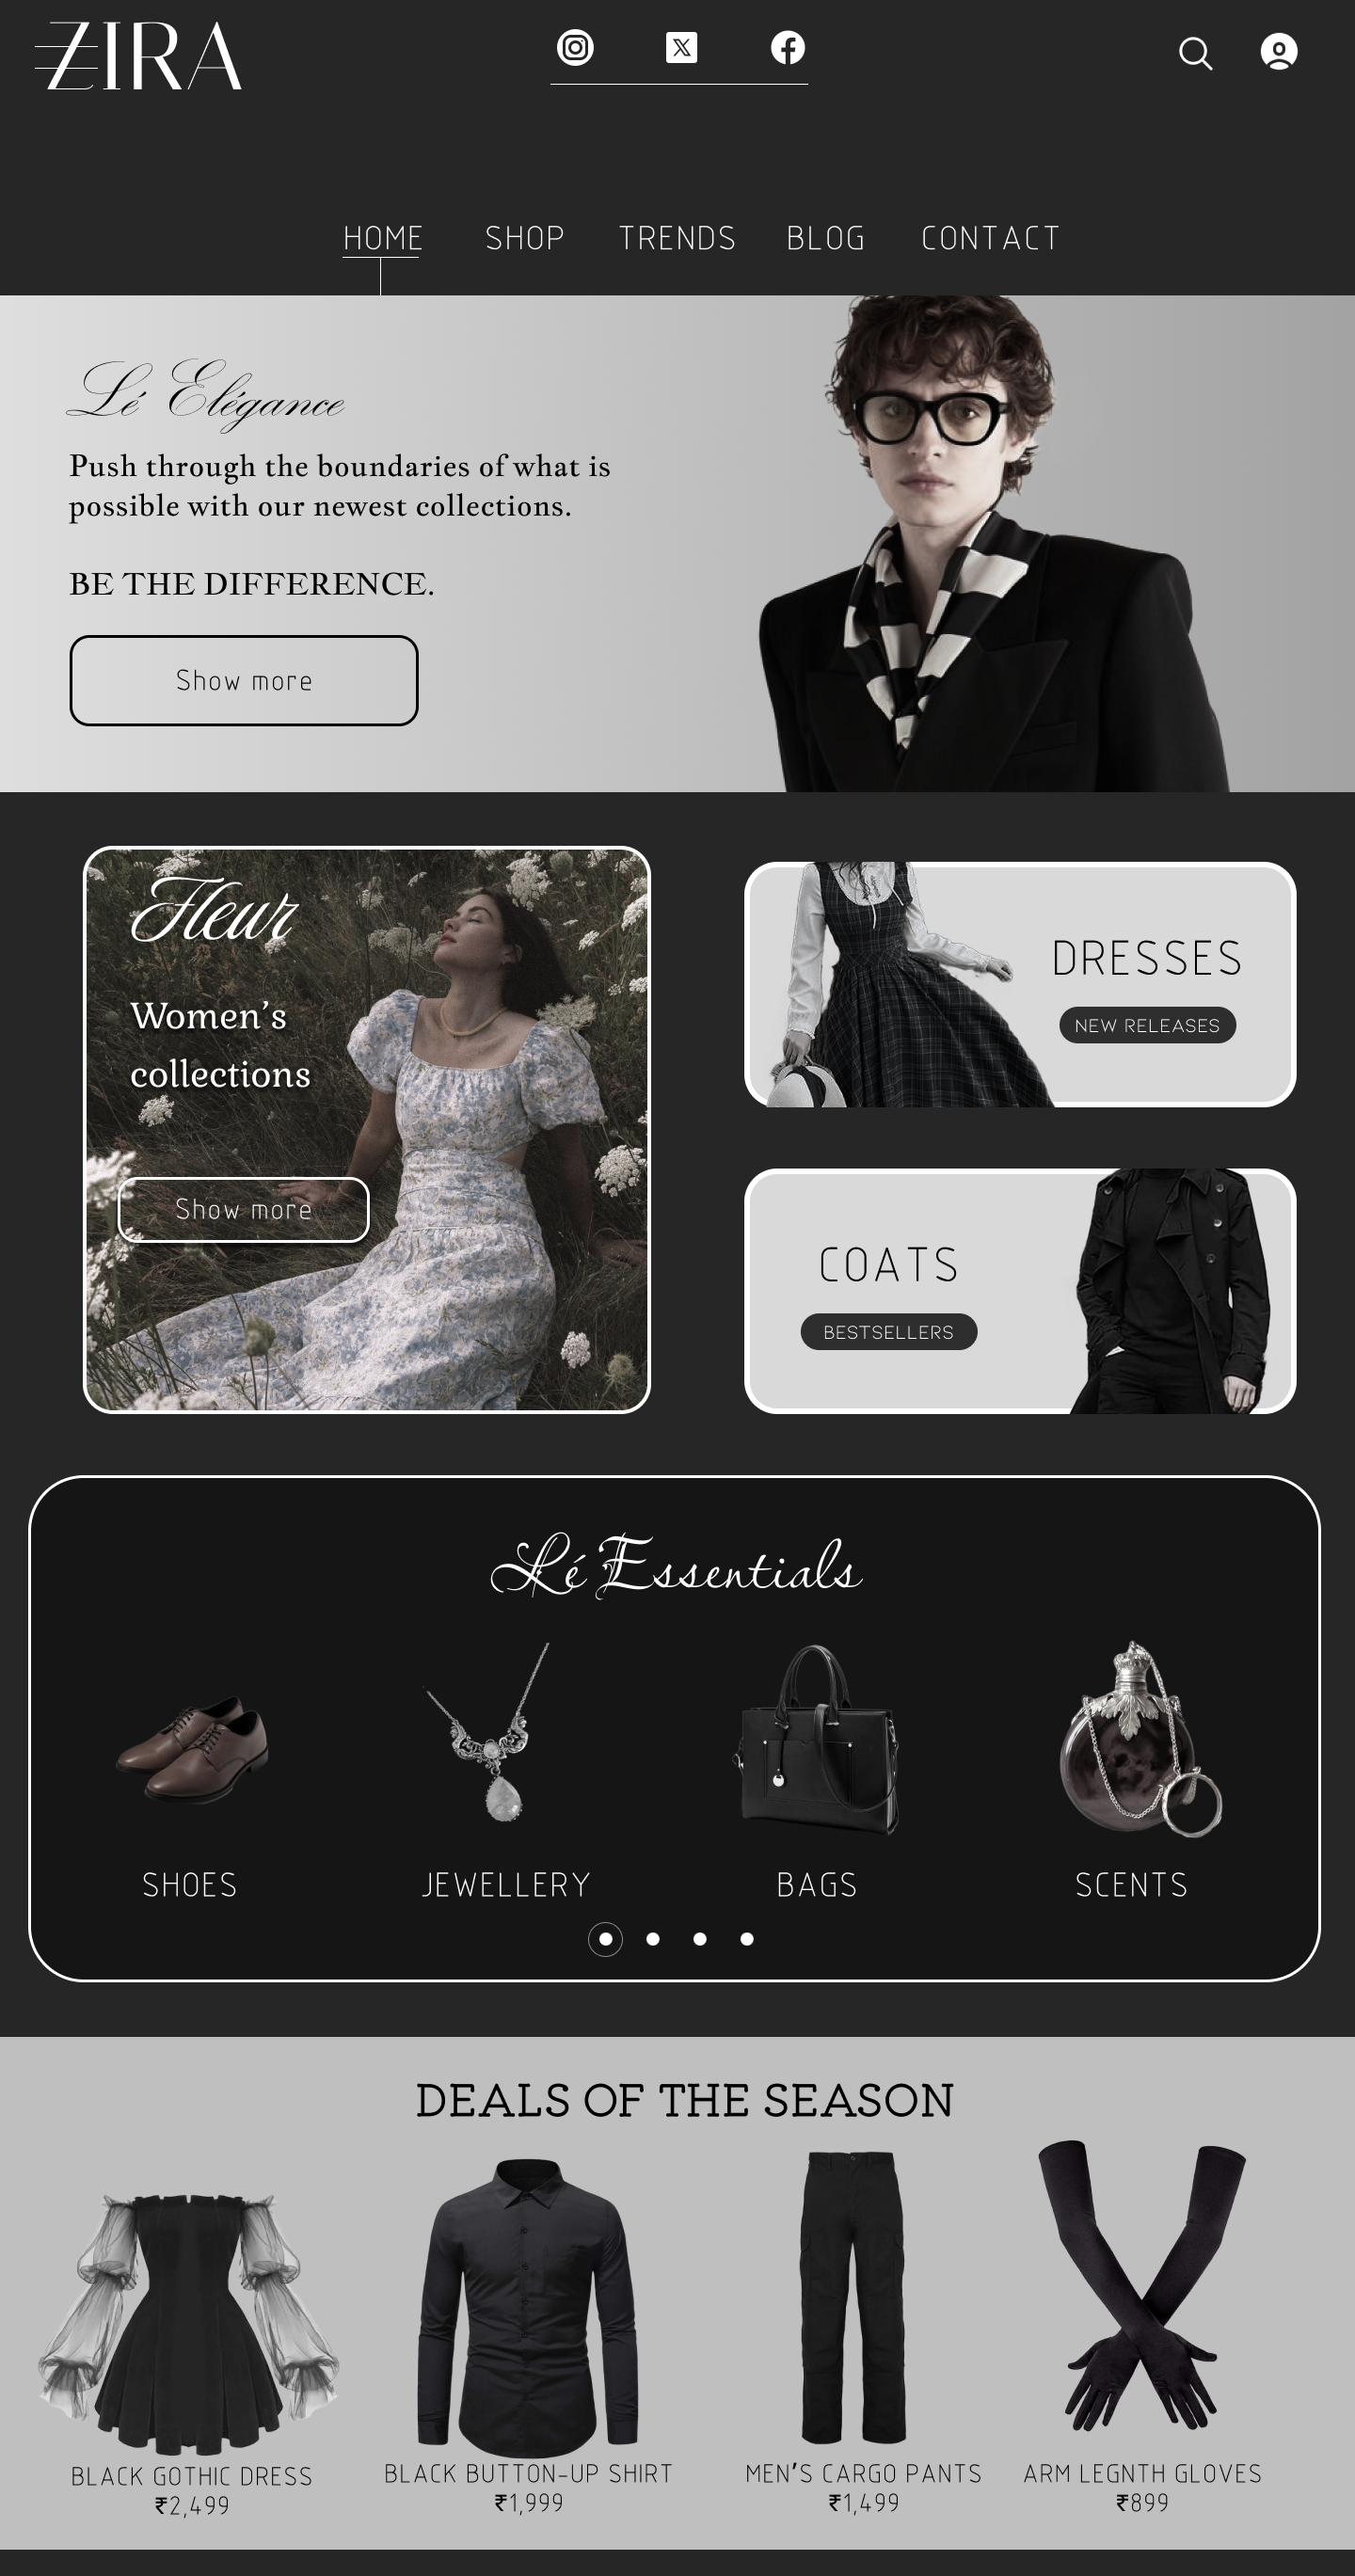 ZIRA
HOME SHOP TRENDS BLOG CONTACT
Lé Elégance
Push through the boundaries of what is
possible with our newest collections.
BE THE DIFFERENCE.
Show more
Fleur
Women's
collections
Show more
DRESSES
NEW RELEASES
COATS
BESTSELLERS
Lé Essentials
SHOES JEWELLERY BAGS SCENTS
DEALS OF THE SEASON
BLACK GOTHIC DRESS
₹2,499
BLACK BUTTON-UP SHIRT
₹1,999
MEN'S CARGO PANTS
₹1,499
ARM LEGNTH GLOVES
₹899